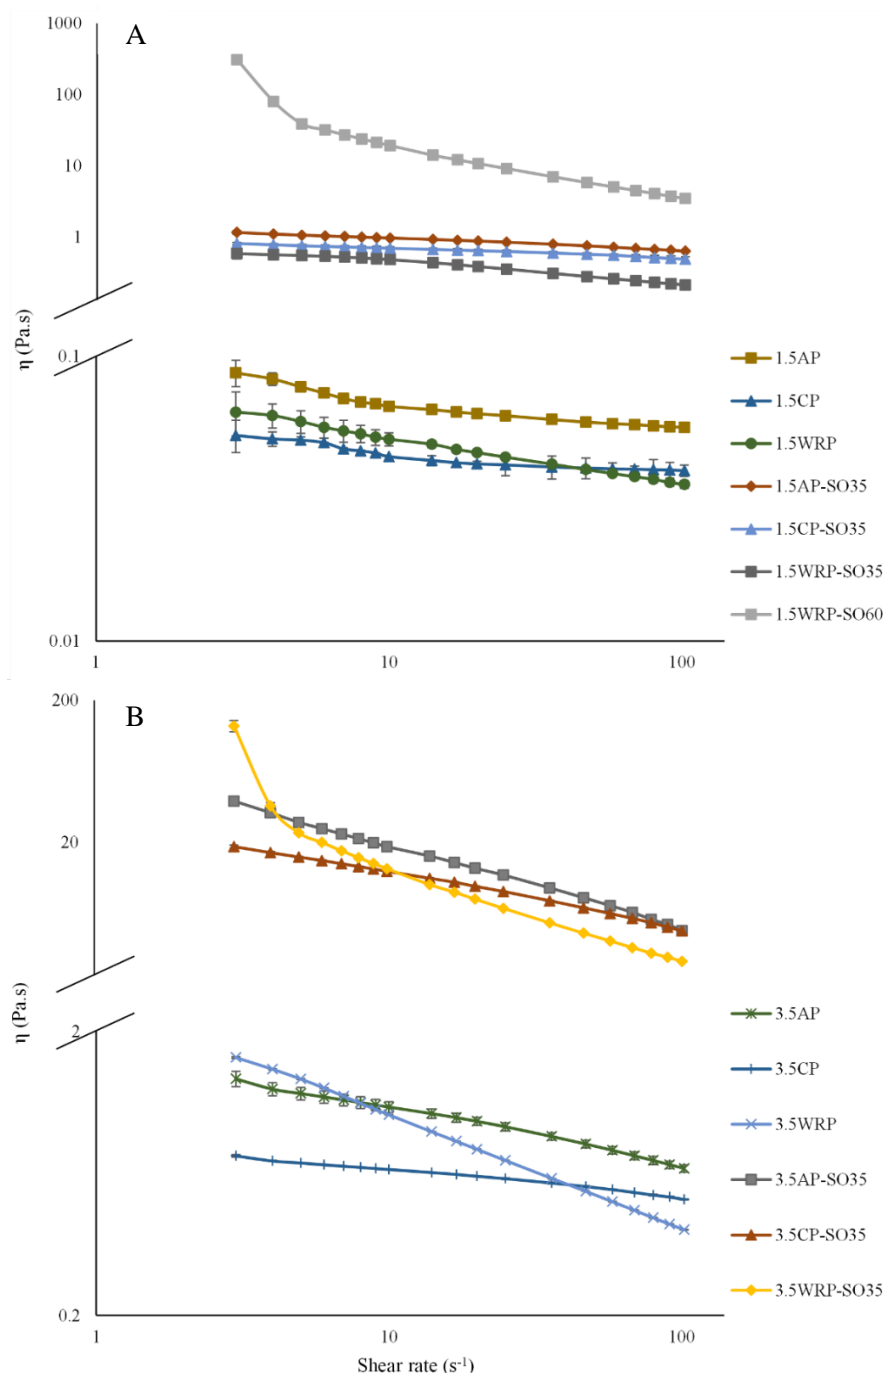 A
1000
100
10
1
η (Pa.s)
0.1
0.01
1
10
100
1.5AP
1.5CP
1.5WRP
1.5AP-SO35
1.5CP-SO35
1.5WRP-SO35
1.5WRP-SO60
B
200
20
η (Pa.s)
2
0.2
1
10
100
Shear rate (s⁻¹)
3.5AP
3.5CP
3.5WRP
3.5AP-SO35
3.5CP-SO35
3.5WRP-SO35